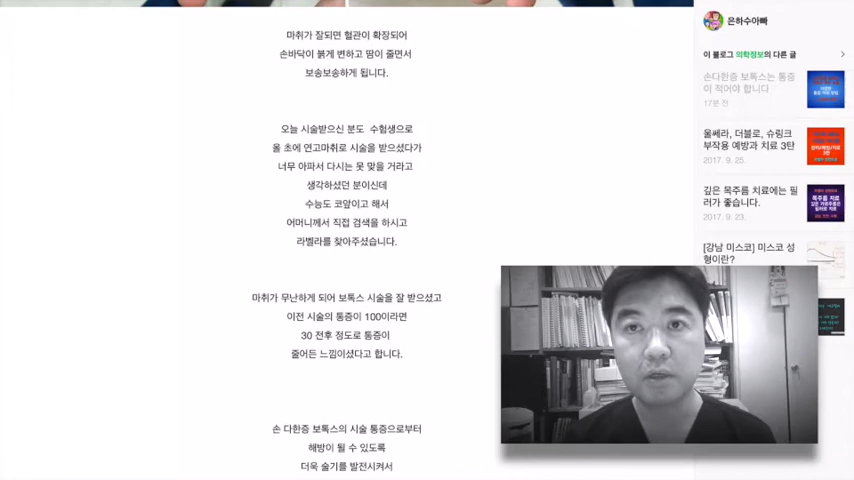 마취가 잘되면 혈관이 확장되어
손바닥이 붉게 변하고 땀이 줄면서
보송보송하게 됩니다.
오늘 시술받으신 분도 수험생으로
올 초에 연고마취로 시술을 받으셨다가
너무 아파서 다시는 못 맞을 거라고
생각하셨던 분이신데
수능도 코앞이고 해서
어머니께서 직접 검색을 하시고
라벨라를 찾아주셨습니다.
마취가 무난하게 되어 보톡스 시술을 잘 받으셨고
이전 시술의 통증이 100이라면
30 전후 정도로 통증이
줄어든 느낌이셨다고 합니다.
손 다한증 보톡스의 시술 통증으로부터
해방이 될 수 있도록
더욱 술기를 발전시켜서
은하수아빠
이 블로그 의학정보의 다른 글
손다한증 보톡스는 통증
이 적어야 합니다
17분 전
울쎄라, 더블로, 슈링크
부작용 예방과 치료 3탄
2017. 9. 25.
깊은 목주름 치료에는 필
러가 좋습니다.
2017. 9. 23.
[강남 미스코] 미스코 성
형이란?